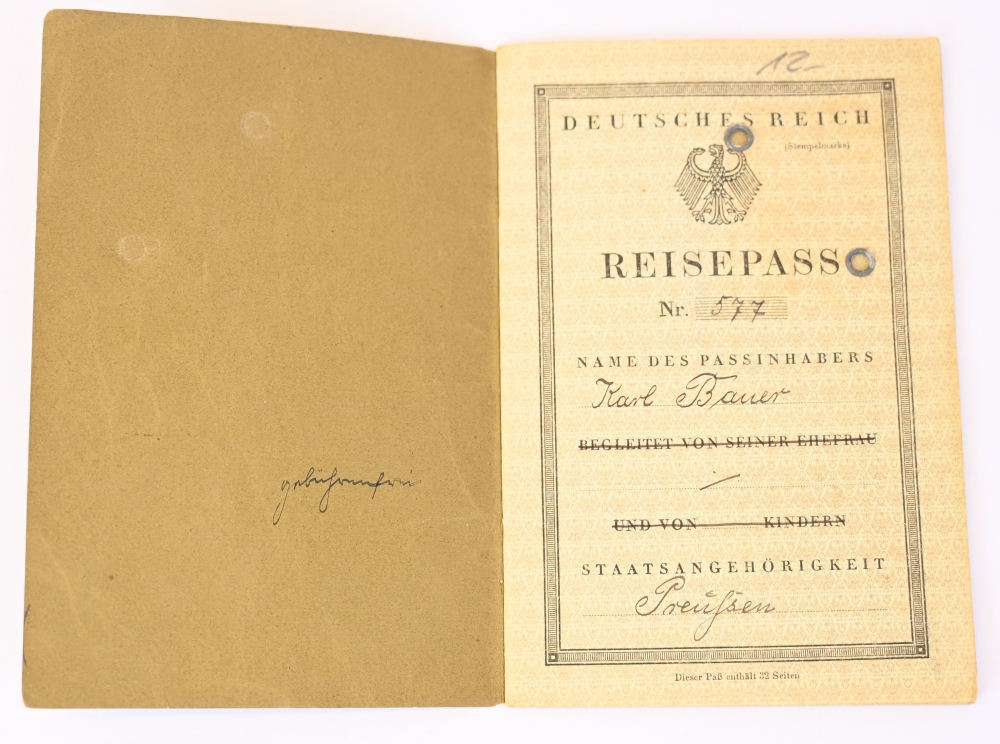 gebührenfrei
12.-
DEUTSCHES REICH
(Stempelmarke)
REISEPASS
Nr. 577
NAME DES PASSINHABERS
Karl Bauer
BEGLEITET VON SEINER EHEFRAU
/
UND VON KINDERN
STAATSANGEHÖRIGKEIT
Preußen
Dieser Paß enthält 32 Seiten